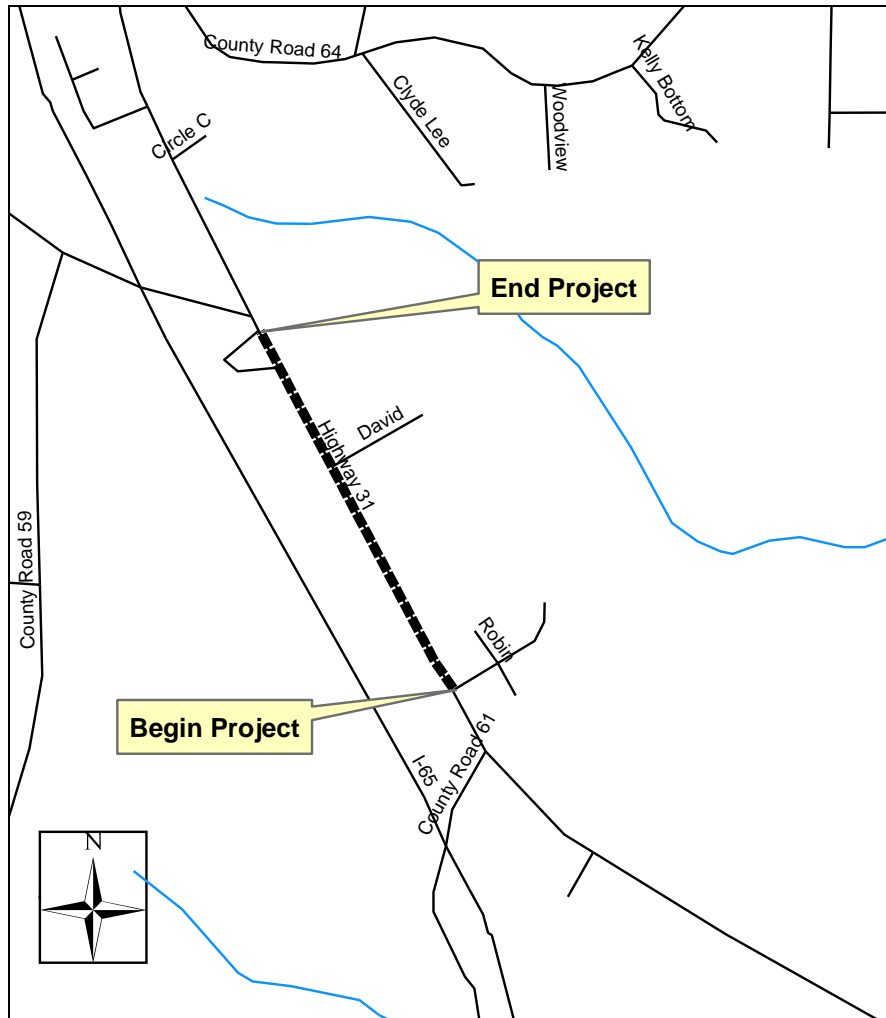 County Road 64
Kelly Bottom
Clyde Lee
Woodview
Circle C
End Project
David
Highway 31
County Road 59
Robin
Begin Project
County Road 61
I-65
N